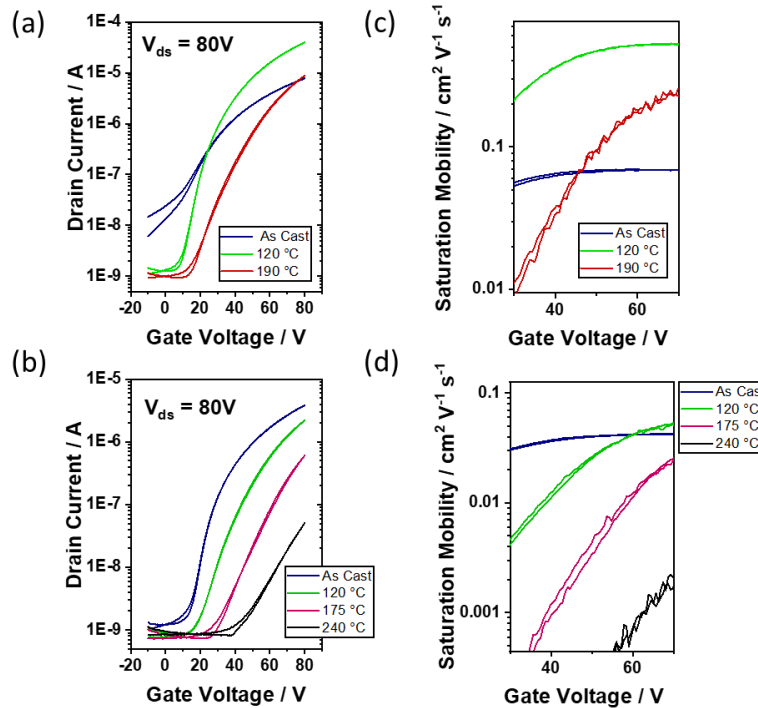 (a)
V_ds = 80V
Drain Current / A
1E-4
1E-5
1E-6
1E-7
1E-8
1E-9
As Cast
120 °C
190 °C
-20 0 20 40 60 80
Gate Voltage / V
(c)
Saturation Mobility / cm² V⁻¹ s⁻¹
0.1
0.01
As Cast
120 °C
190 °C
40 60
Gate Voltage / V
(b)
V_ds = 80V
Drain Current / A
1E-5
1E-6
1E-7
1E-8
1E-9
As Cast
120 °C
175 °C
240 °C
-20 0 20 40 60 80
Gate Voltage / V
(d)
Saturation Mobility / cm² V⁻¹ s⁻¹
0.1
0.01
0.001
As Cast
120 °C
175 °C
240 °C
40 60
Gate Voltage / V